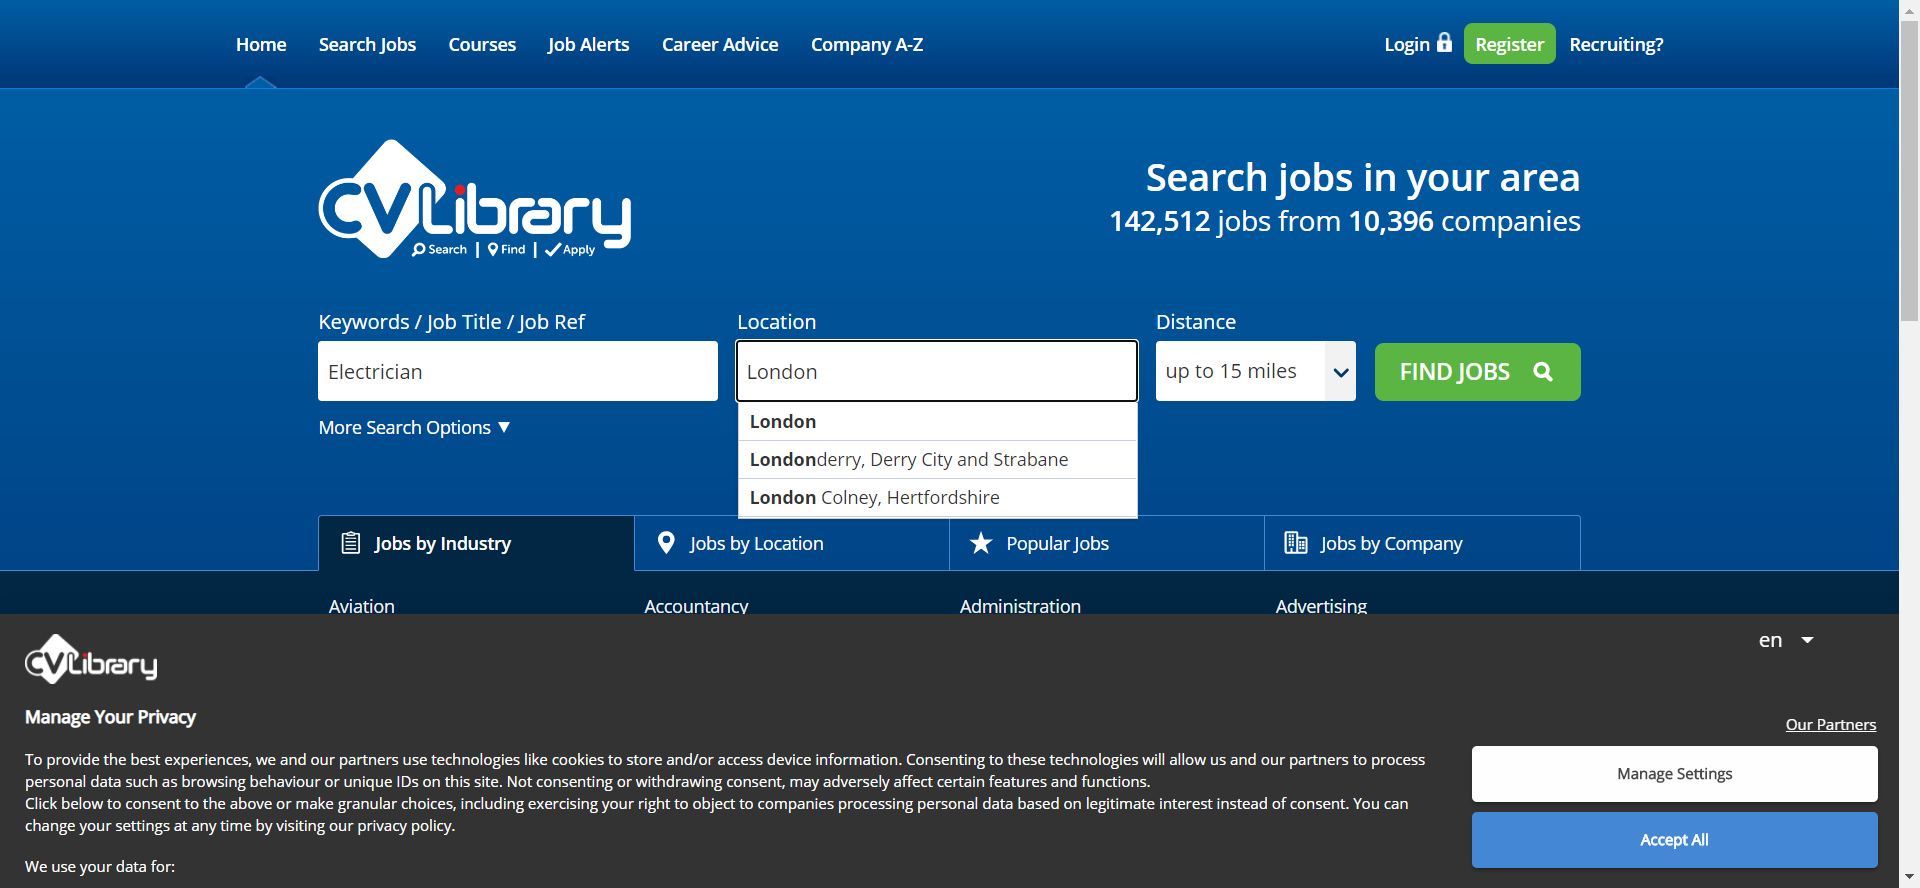 Home Search Jobs Courses Job Alerts Career Advice Company A-Z Login Register Recruiting?
CV Library
Search | Find | Apply
Search jobs in your area
142,512 jobs from 10,396 companies
Keywords / Job Title / Job Ref Location Distance
Electrician London up to 15 miles FIND JOBS
More Search Options ▼
London
Londonderry, Derry City and Strabane
London Colney, Hertfordshire
Jobs by Industry Jobs by Location Popular Jobs Jobs by Company
Aviation Accountancy Administration Advertising
en
CV Library
Manage Your Privacy
Our Partners
To provide the best experiences, we and our partners use technologies like cookies to store and/or access device information. Consenting to these technologies will allow us and our partners to process
personal data such as browsing behaviour or unique IDs on this site. Not consenting or withdrawing consent, may adversely affect certain features and functions.
Click below to consent to the above or make granular choices, including exercising your right to object to companies processing personal data based on legitimate interest instead of consent. You can
change your settings at any time by visiting our privacy policy.
We use your data for:
Manage Settings
Accept All